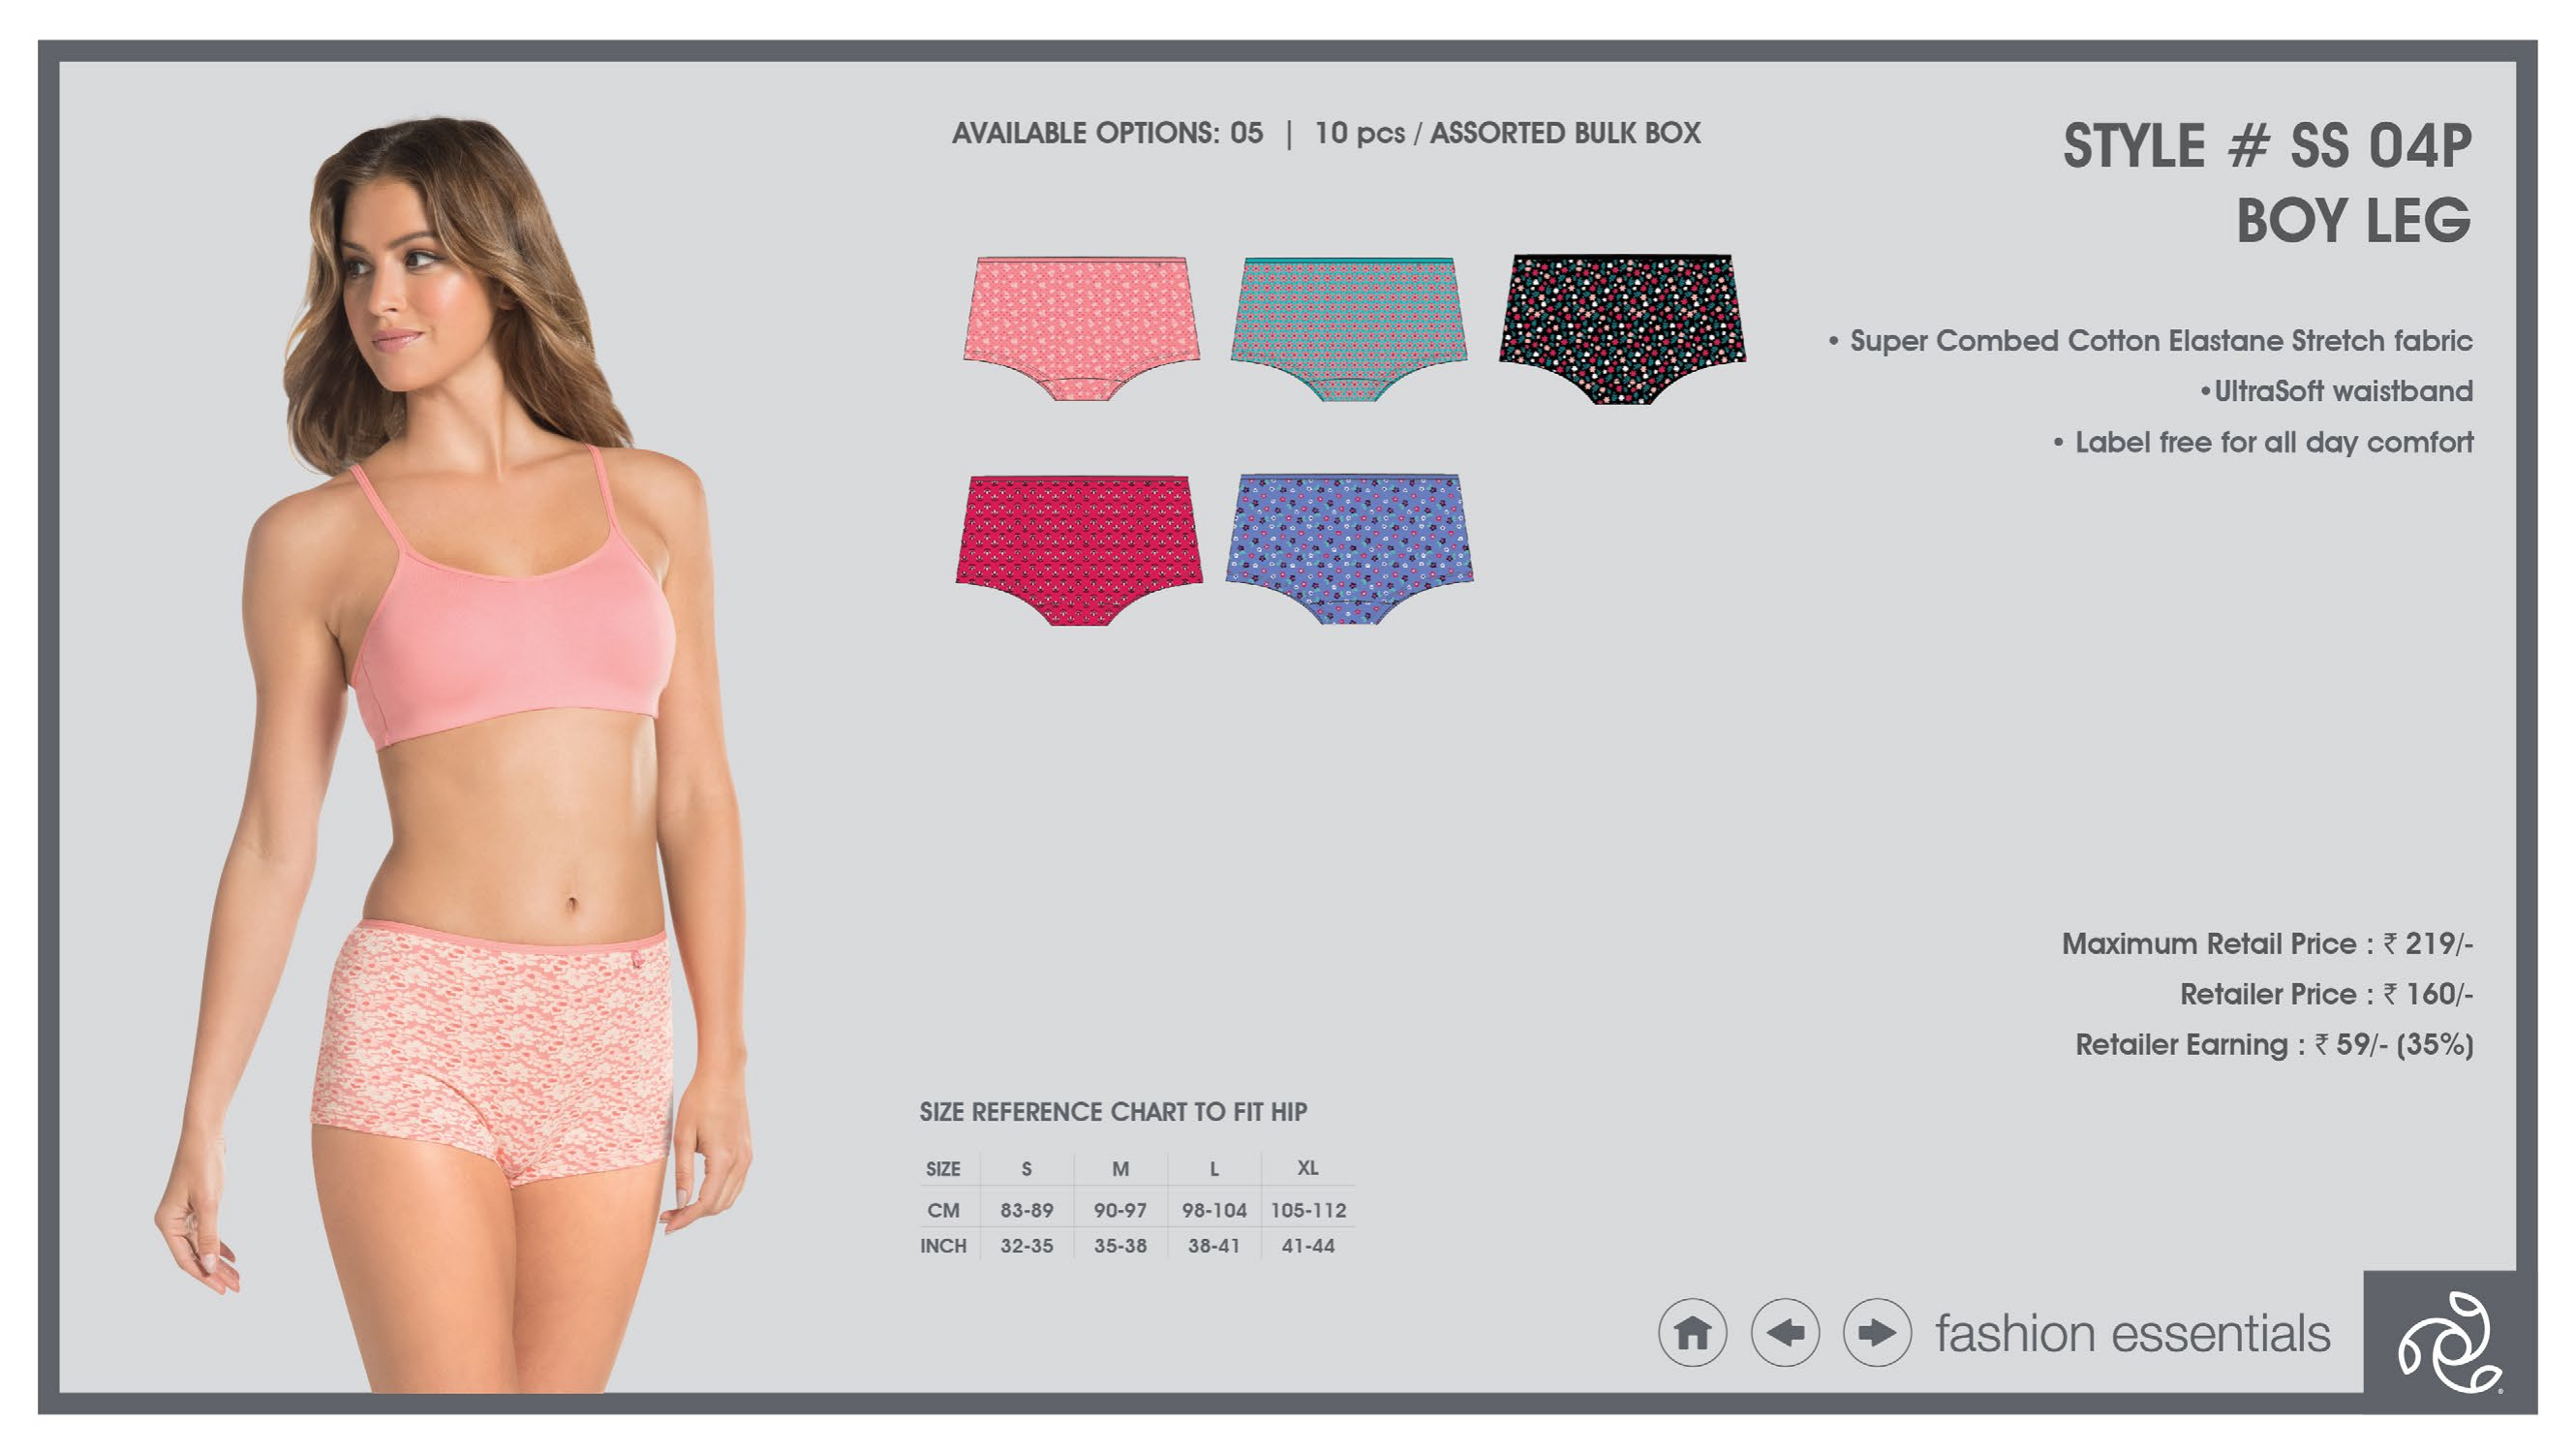 AVAILABLE OPTIONS: 05 | 10 pcs / ASSORTED BULK BOX
STYLE # SS 04P
BOY LEG
• Super Combed Cotton Elastane Stretch fabric
•UltraSoft waistband
• Label free for all day comfort
Maximum Retail Price : ₹ 219/-
Retailer Price : ₹ 160/-
Retailer Earning : ₹ 59/- (35%)
SIZE REFERENCE CHART TO FIT HIP
SIZE S M L XL
CM 83-89 90-97 98-104 105-112
INCH 32-35 35-38 38-41 41-44
fashion essentials